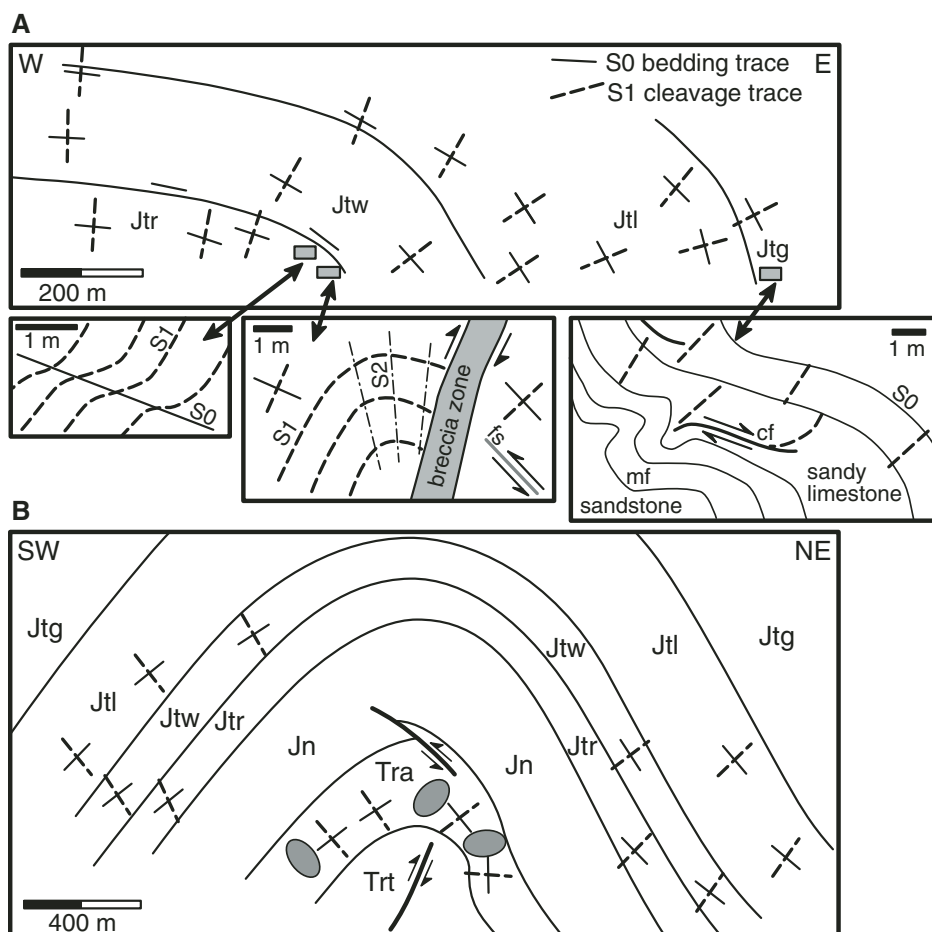 A
W
E
S0 bedding trace
S1 cleavage trace
Jtw
Jtr
Jtl
Jtg
200 m
1 m
S1
S0
1 m
S1
S2
breccia zone
fs
1 m
S0
cf
mf
sandstone
sandy
limestone
B
SW
NE
Jtg
Jtl
Jtw
Jtr
Jn
Tra
Trt
Jn
Jtr
Jtw
Jtl
Jtg
400 m